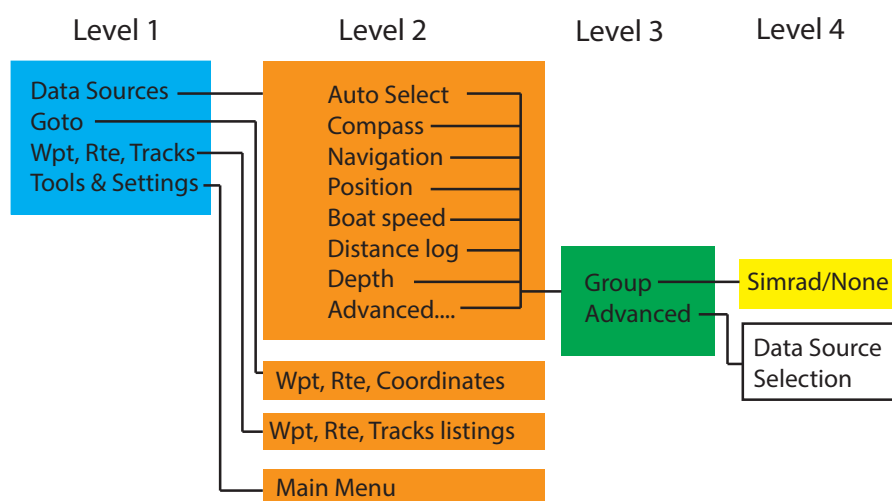 Level 1
Level 2
Level 3
Level 4
Data Sources
Goto
Wpt, Rte, Tracks
Tools & Settings
Auto Select
Compass
Navigation
Position
Boat speed
Distance log
Depth
Advanced....
Wpt, Rte, Coordinates
Wpt, Rte, Tracks listings
Main Menu
Group
Advanced
Simrad/None
Data Source
Selection